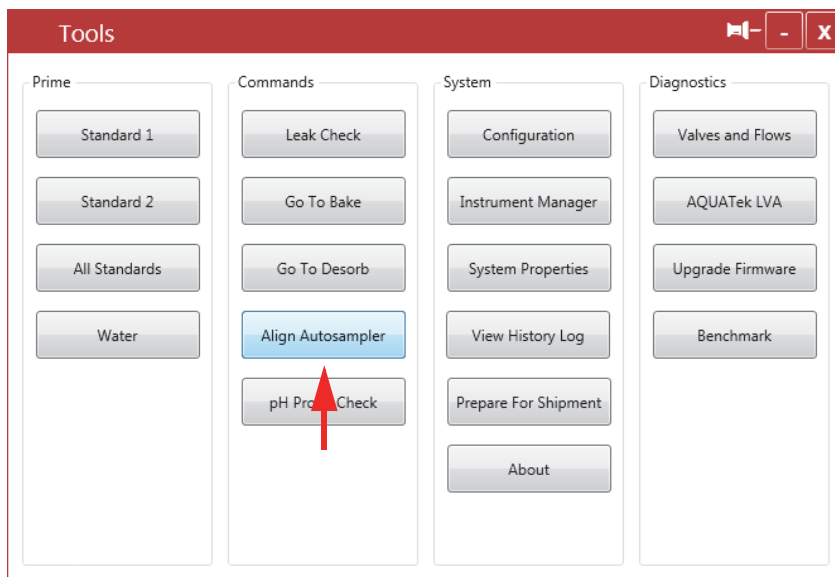 Tools
- X
Prime
Standard 1
Standard 2
All Standards
Water
Commands
Leak Check
Go To Bake
Go To Desorb
Align Autosampler
pH Check
System
Configuration
Instrument Manager
System Properties
View History Log
Prepare For Shipment
About
Diagnostics
Valves and Flows
AQUATek LVA
Upgrade Firmware
Benchmark